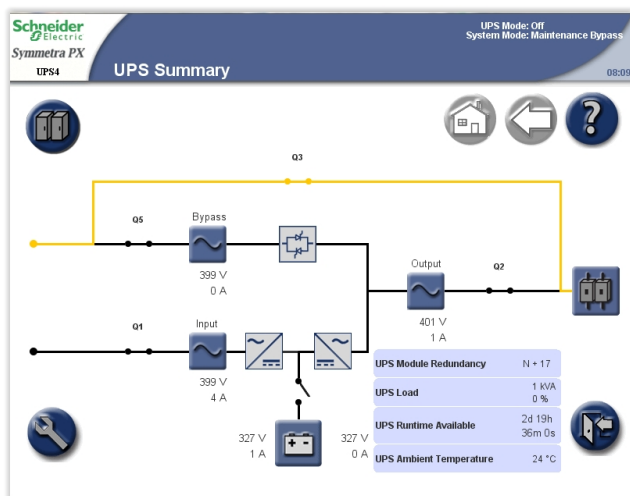 Schneider
Electric
Symmetra PX
UPS4
UPS Summary
UPS Mode: Off
System Mode: Maintenance Bypass
08:09
?
Q3
Q5
Bypass
399 V
0 A
Output
Q2
401 V
1 A
Q1
Input
399 V
4 A
327 V
1 A
327 V
0 A
UPS Module Redundancy N + 17
UPS Load 1 kVA
0 %
UPS Runtime Available 2d 19h
36m 0s
UPS Ambient Temperature 24 °C